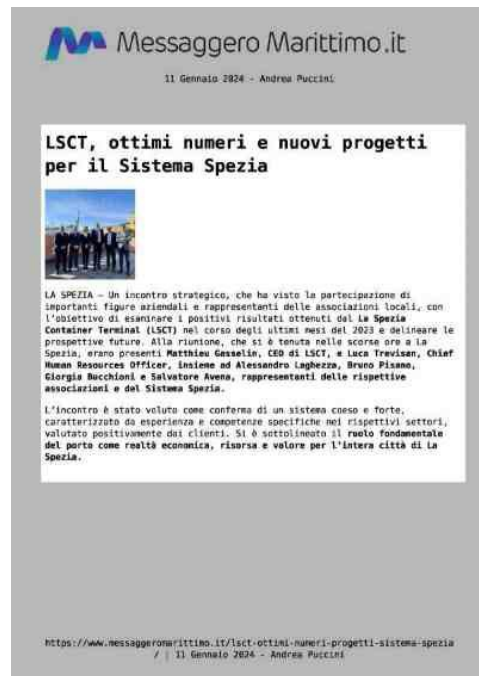 Messaggero Marittimo.it
11 Gennaio 2024 - Andrea Puccini
LSCT, ottimi numeri e nuovi progetti
per il Sistema Spezia
LA SPEZIA – Un incontro strategico, che ha visto la partecipazione di
importanti figure aziendali e rappresentanti delle associazioni locali, con
l'obiettivo di esaminare i positivi risultati ottenuti dal La Spezia
Container Terminal (LSCT) nel corso degli ultimi mesi del 2023 e delineare le
prospettive future. Alla riunione, che si è tenuta nelle scorse ore a La
Spezia, erano presenti Matthieu Gasselin, CEO di LSCT, e Luca Trevisan, Chief
Human Resources Officer, insieme ad Alessandro Laghezza, Bruno Pisano,
Giorgia Bucchioni e Salvatore Avena, rappresentanti delle rispettive
associazioni e del Sistema Spezia.
L'incontro è stato voluto come conferma di un sistema coeso e forte,
caratterizzato da esperienza e competenze specifiche nei rispettivi settori,
valutato positivamente dai clienti. Si è sottolineato il ruolo fondamentale
del porto come realtà economica, risorsa e valore per l'intera città di La
Spezia.
https://www.messaggeromarittimo.it/lsct-ottimi-numeri-progetti-sistema-spezia
/ | 11 Gennaio 2024 - Andrea Puccini